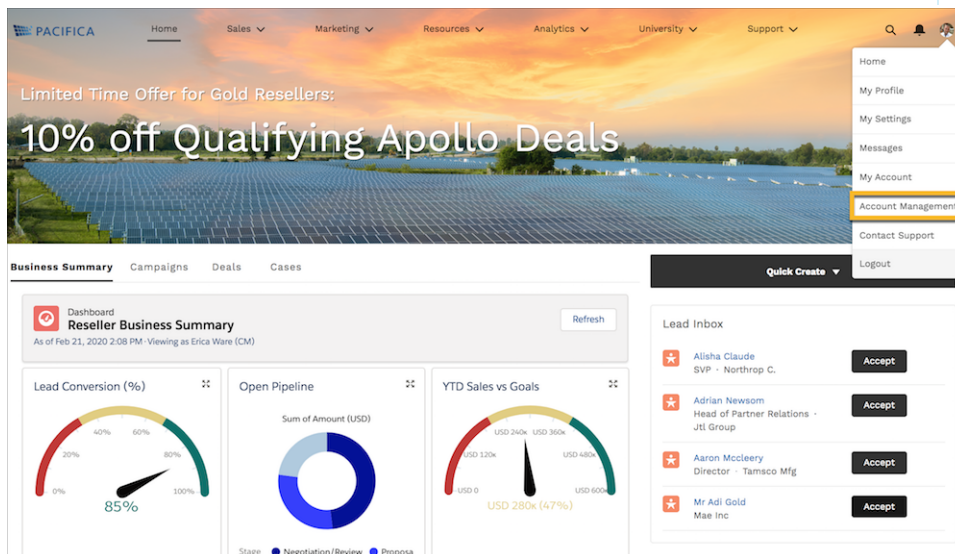 PACIFICA
Home
Sales
Marketing
Resources
Analytics
University
Support
Limited Time Offer for Gold Resellers:
10% off Qualifying Apollo Deals
Home
My Profile
My Settings
Messages
My Account
Account Management
Contact Support
Logout
Business Summary
Campaigns
Deals
Cases
Quick Create
Dashboard
Reseller Business Summary
As of Feb 21, 2020 2:08 PM·Viewing as Erica Ware (CM)
Refresh
Lead Conversion (%)
0%
20%
40%
60%
80%
100%
85%
Open Pipeline
Sum of Amount (USD)
Stage
Negotiation/Review
Proposa
YTD Sales vs Goals
USD 0
USD 120K
USD 240K
USD 360K
USD 480K
USD 600K
USD 280K (47%)
Lead Inbox
Alisha Claude
SVP · Northrop C.
Accept
Adrian Newsom
Head of Partner Relations ·
Jtl Group
Accept
Aaron Mccleery
Director · Tamsco Mfg
Accept
Mr Adi Gold
Mae Inc
Accept